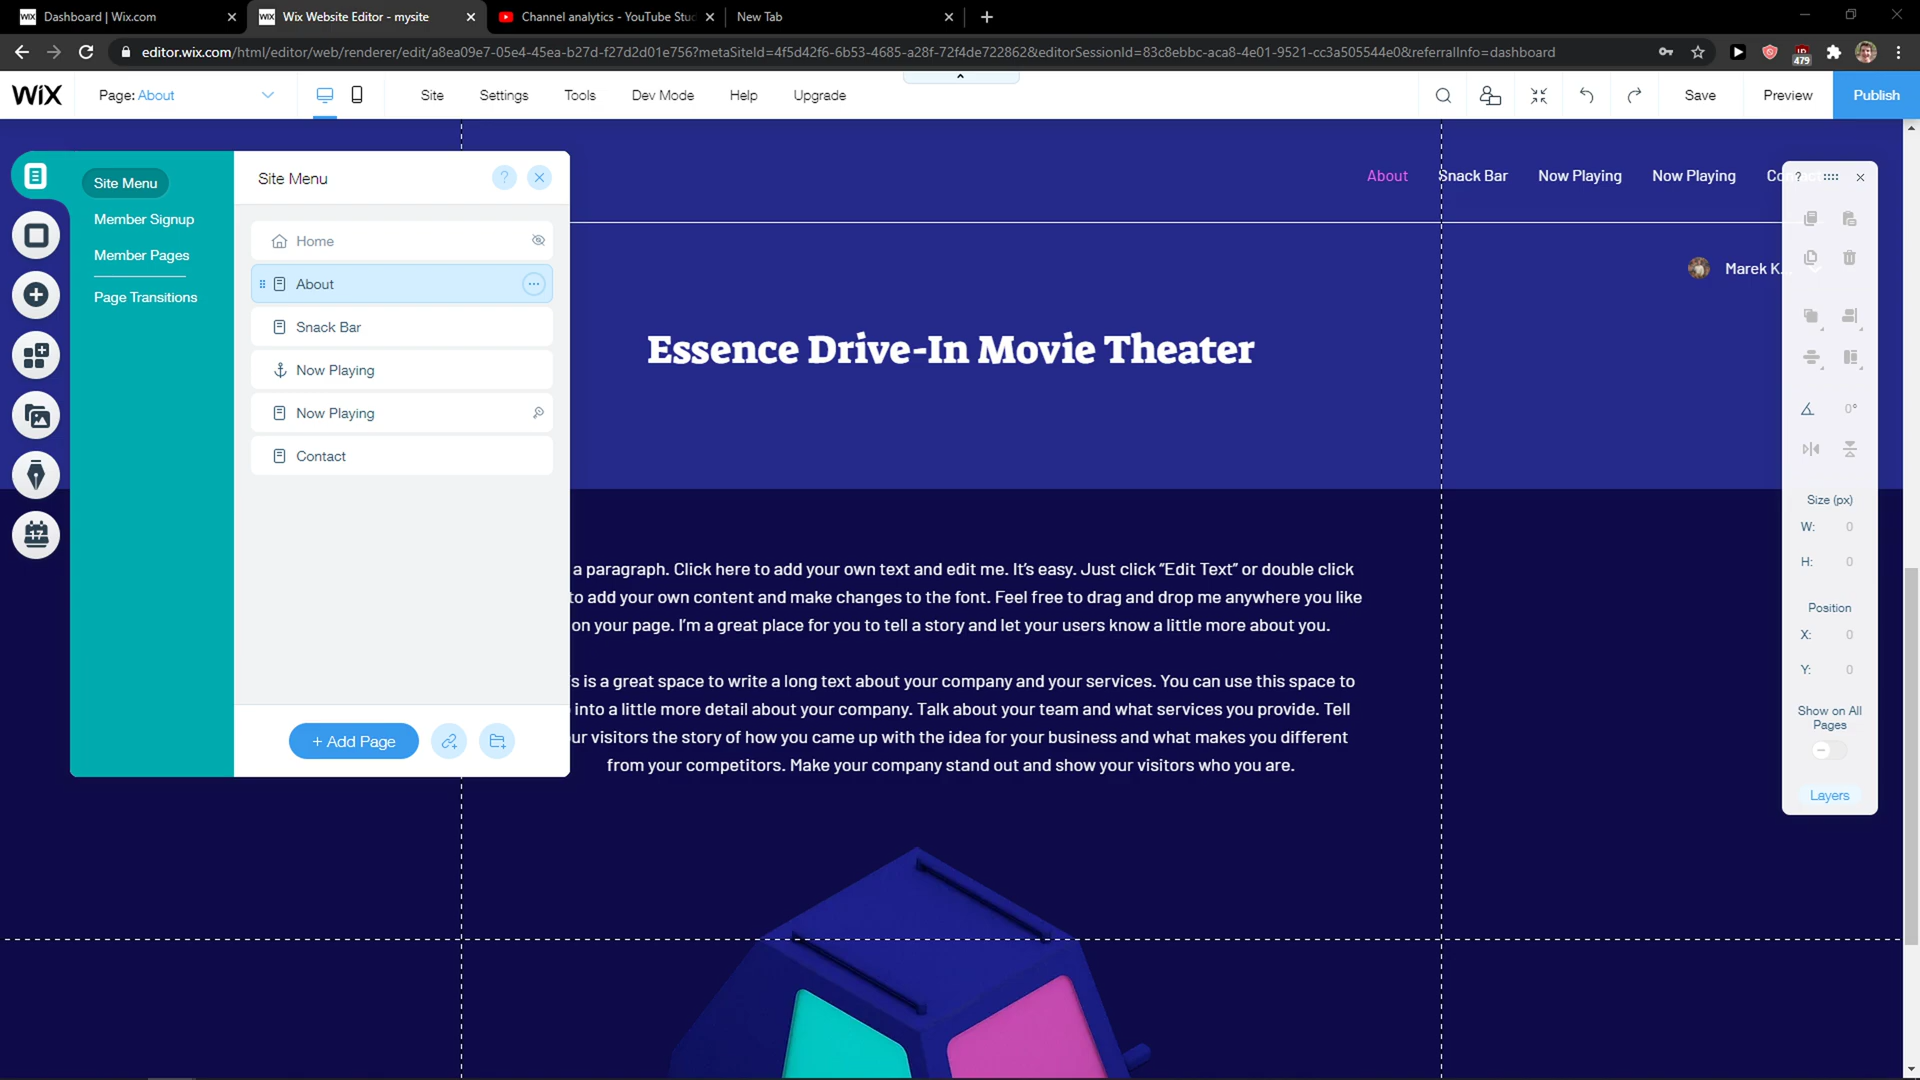 WiX Dashboard | Wix.com
WiX Wix Website Editor - mysite
Channel analytics - YouTube Stu
New Tab
editor.wix.com/html/editor/web/renderer/edit/a8ea09e7-05e4-45ea-b27d-f27d2d01e756?metaSiteId=4f5d42f6-6b53-4685-a28f-72f4de722862&editorSessionId=83c8ebbc-aca8-4e01-9521-cc3a505544e0&referralInfo=dashboard
479
WiX Page: About Site Settings Tools Dev Mode Help Upgrade Save Preview Publish
Site Menu
Member Signup
Member Pages
Page Transitions
17
Site Menu ?
Home
About
Snack Bar
Now Playing
Now Playing
Contact
+ Add Page
About Snack Bar Now Playing Now Playing Contact
Marek K...
Essence Drive-In Movie Theater
a paragraph. Click here to add your own text and edit me. It's easy. Just click "Edit Text" or double click
to add your own content and make changes to the font. Feel free to drag and drop me anywhere you like
on your page. I'm a great place for you to tell a story and let your users know a little more about you.
s is a great space to write a long text about your company and your services. You can use this space to
into a little more detail about your company. Talk about your team and what services you provide. Tell
ur visitors the story of how you came up with the idea for your business and what makes you different
from your competitors. Make your company stand out and show your visitors who you are.
?
0°
Size (px)
W: 0
H: 0
Position
X: 0
Y: 0
Show on All
Pages
Layers